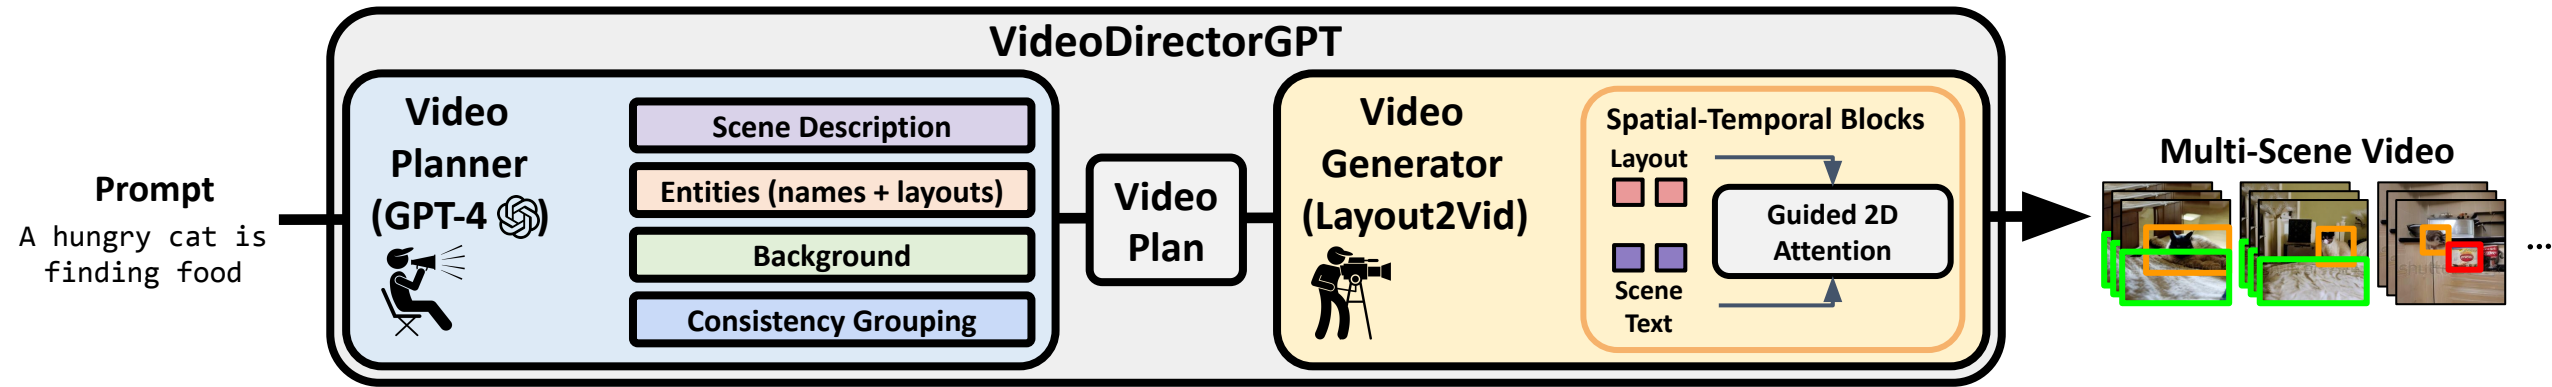 VideoDirectorGPT
Prompt
A hungry cat is
finding food
Video
Planner
(GPT-4 )
Scene Description
Entities (names + layouts)
Background
Consistency Grouping
Video
Plan
Video
Generator
(Layout2Vid)
Spatial-Temporal Blocks
Layout
Scene
Text
Guided 2D
Attention
Multi-Scene Video
...